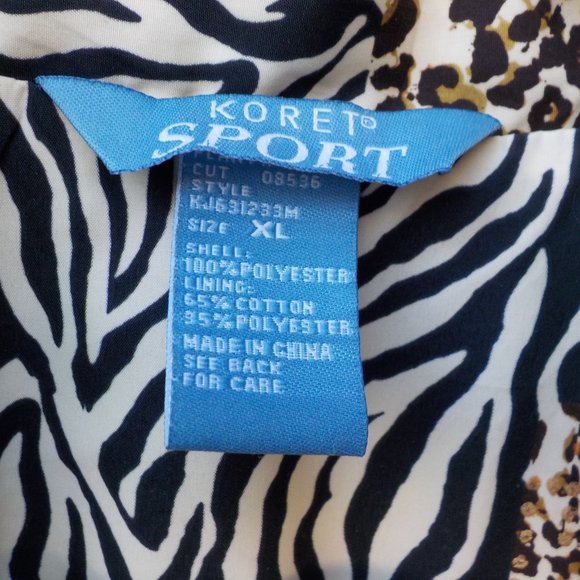 KORET®
SPORT
CUT 08536
STYLE
KJ631233M
SIZE XL
SHELL:
100% POLYESTER
LINING:
65% COTTON
35% POLYESTER
MADE IN CHINA
SEE BACK
FOR CARE